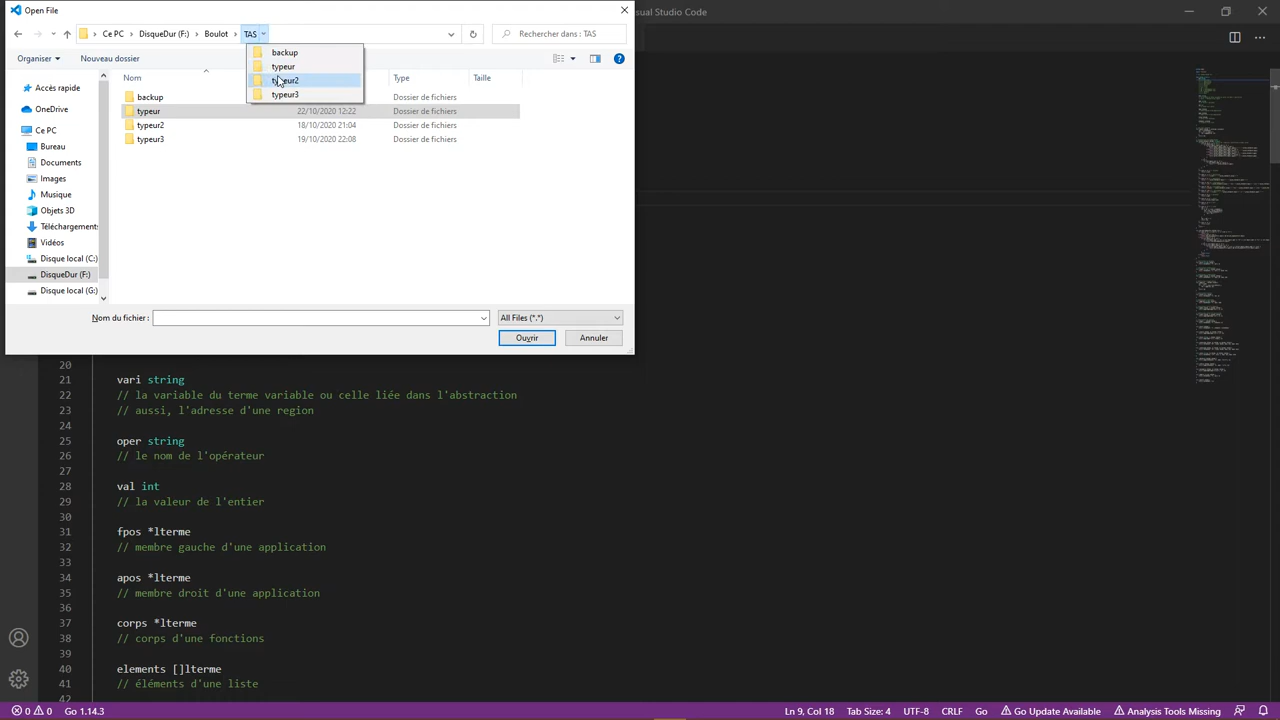 Open File
sual Studio Code
Ce PC
DisqueDur (F:)
Boulot
TAS
Rechercher dans : TAS
Organiser
Nouveau dossier
backup
typeur
typeur2
typeur3
Nom
Type
Taille
Accès rapide
OneDrive
Ce PC
Bureau
Documents
Images
Musique
Objets 3D
Téléchargement
Vidéos
Disque local (C:)
DisqueDur (F:)
Disque local (G:)
backup Dossier de fichiers
typeur 22/10/2020 12:22 Dossier de fichiers
typeur2 18/10/2020 21:04 Dossier de fichiers
typeur3 19/10/2020 22:08 Dossier de fichiers
Nom du fichier :
All Files (*.*)
Ouvrir
Annuler
20
21 vari string
22 // la variable du terme variable ou celle liée dans l'abstraction
23 // aussi, l'adresse d'une region
24
25 oper string
26 // le nom de l'opérateur
27
28 val int
29 // la valeur de l'entier
30
31 fpos *lterme
32 // membre gauche d'une application
33
34 apos *lterme
35 // membre droit d'une application
36
37 corps *lterme
38 // corps d'une fonctions
39
40 elements []lterme
41 // éléments d'une liste
42
0 0 Go 1.14.3 Ln 9, Col 18 Tab Size: 4 UTF-8 CRLF Go Go Update Available Analysis Tools Missing